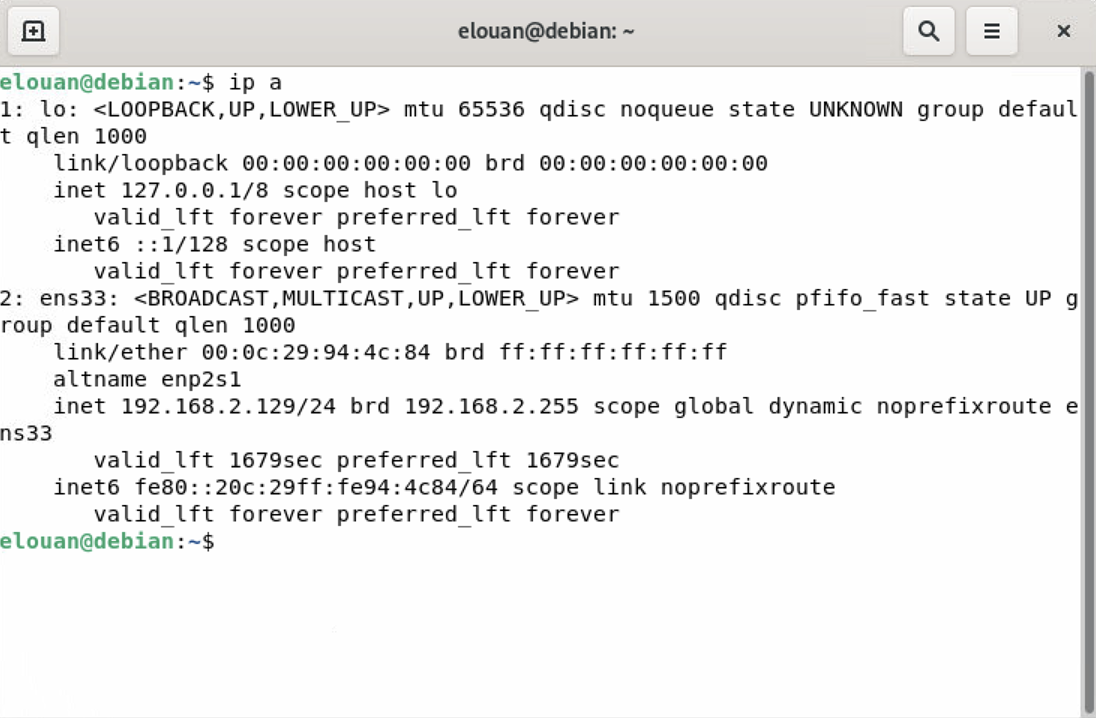 elouan@debian: ~
elouan@debian:~$ ip a
1: lo: <LOOPBACK,UP,LOWER_UP> mtu 65536 qdisc noqueue state UNKNOWN group defaul
t qlen 1000
    link/loopback 00:00:00:00:00:00 brd 00:00:00:00:00:00
    inet 127.0.0.1/8 scope host lo
       valid_lft forever preferred_lft forever
    inet6 ::1/128 scope host
       valid_lft forever preferred_lft forever
2: ens33: <BROADCAST,MULTICAST,UP,LOWER_UP> mtu 1500 qdisc pfifo_fast state UP g
roup default qlen 1000
    link/ether 00:0c:29:94:4c:84 brd ff:ff:ff:ff:ff:ff
    altname enp2s1
    inet 192.168.2.129/24 brd 192.168.2.255 scope global dynamic noprefixroute e
ns33
       valid_lft 1679sec preferred_lft 1679sec
    inet6 fe80::20c:29ff:fe94:4c84/64 scope link noprefixroute
       valid_lft forever preferred_lft forever
elouan@debian:~$